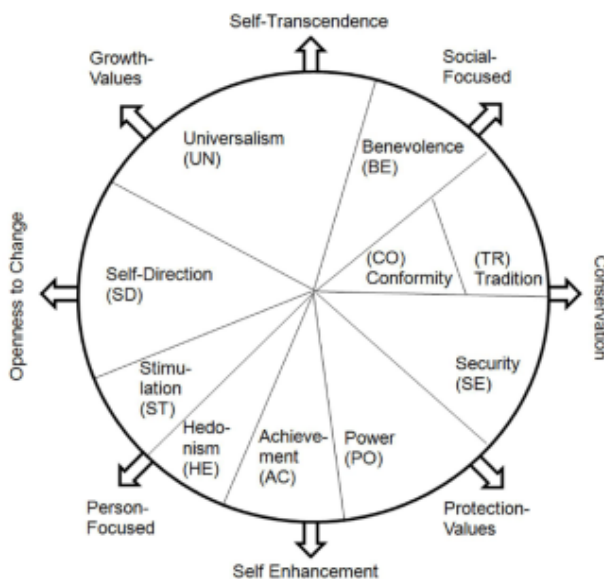 Self-Transcendence
Growth-
Values
Social-
Focused
Universalism
(UN)
Benevolence
(BE)
Openness to Change
Self-Direction
(SD)
(CO)
Conformity
(TR)
Tradition
Conservation
Stimu-
lation
(ST)
Security
(SE)
Hedo-
nism
(HE)
Achieve-
ment
(AC)
Power
(PO)
Person-
Focused
Protection-
Values
Self Enhancement